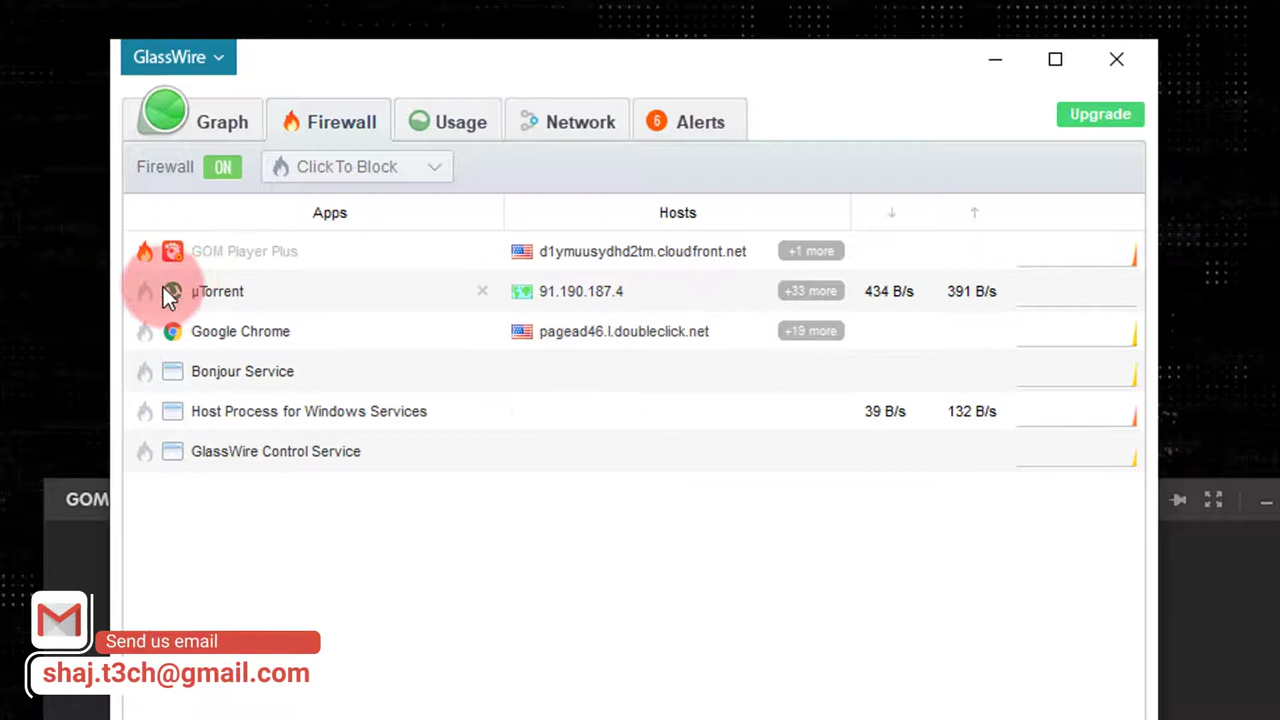 GlassWire
Graph Firewall Usage Network 6 Alerts Upgrade
Firewall ON Click To Block
Apps Hosts ↓ ↑
GOM Player Plus d1ymuusydhd2tm.cloudfront.net +1 more
µTorrent 91.190.187.4 +33 more 434 B/s 391 B/s
Google Chrome pagead46.l.doubleclick.net +19 more
Bonjour Service
Host Process for Windows Services 39 B/s 132 B/s
GlassWire Control Service
GOM
Send us email
shaj.t3ch@gmail.com